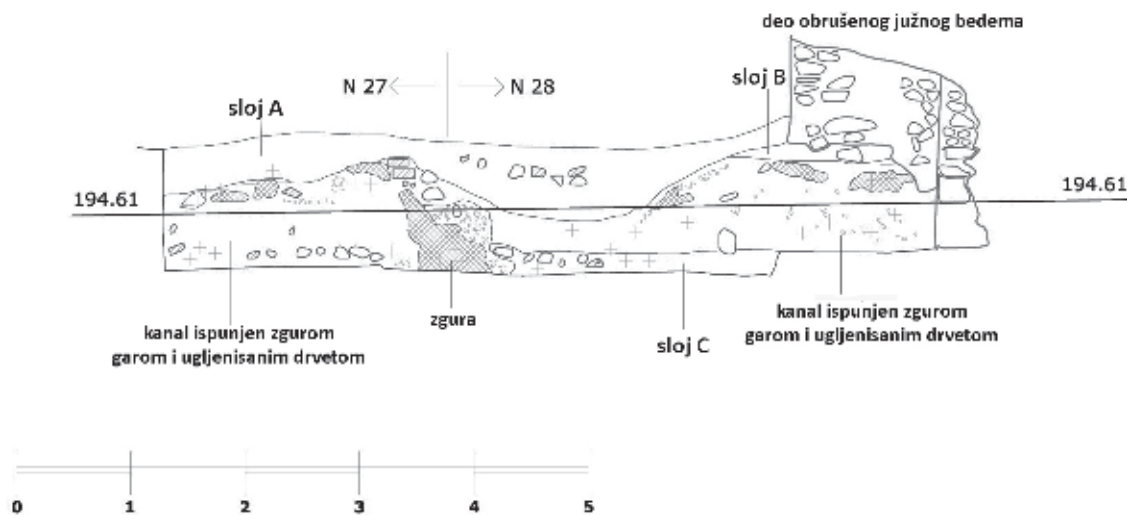 deo obrušenog južnog bedema
N 27
N 28
sloj A
sloj B
194.61
194.61
kanal ispunjen zgurom
garom i ugljenisanim drvetom
zgura
sloj C
kanal ispunjen zgurom
garom i ugljenisanim drvetom
0 1 2 3 4 5